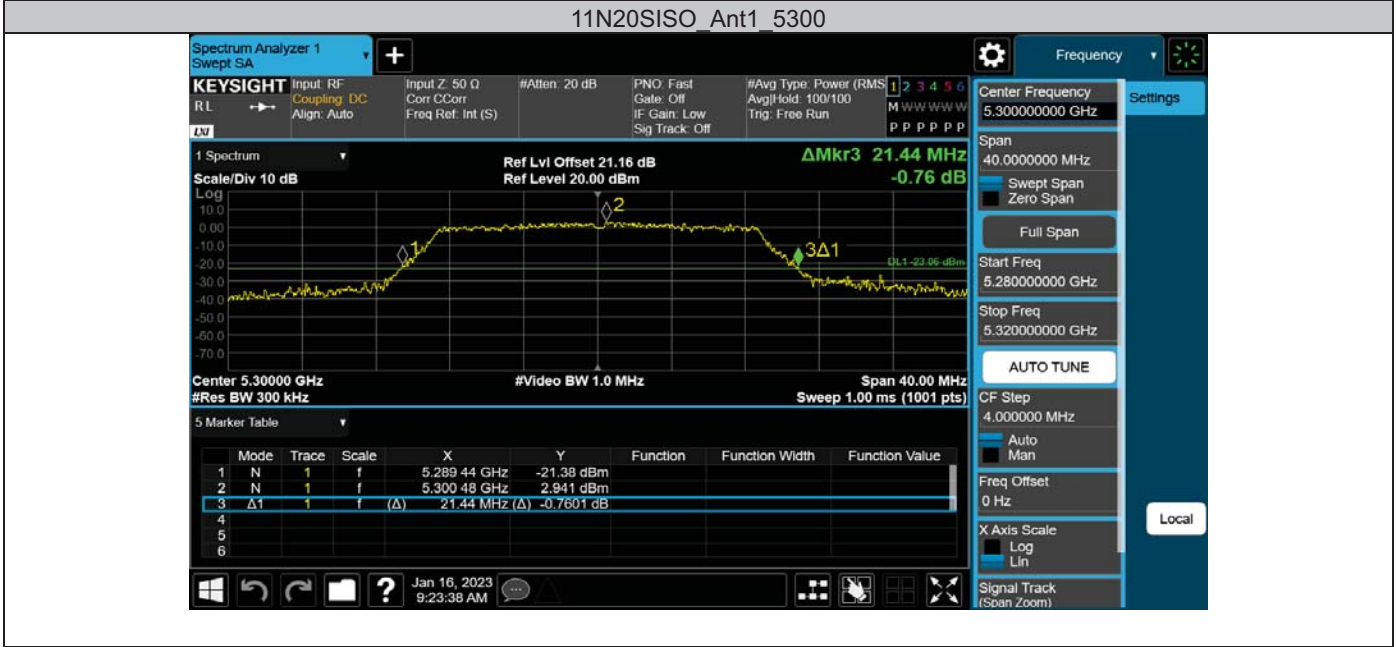 11N20SISO_Ant1_5300
Spectrum Analyzer 1
Swept SA
+
Frequency
KEYSIGHT
RL
LXI
Input: RF
Coupling: DC
Align: Auto
Input Z: 50 Ω
Corr CCorr
Freq Ref: Int (S)
#Atten: 20 dB
PNO: Fast
Gate: Off
IF Gain: Low
Sig Track: Off
#Avg Type: Power (RMS
Avg|Hold: 100/100
Trig: Free Run
1 2 3 4 5 6
M W W W W W
P P P P P P
1 Spectrum
Scale/Div 10 dB
Ref Lvl Offset 21.16 dB
Ref Level 20.00 dBm
ΔMkr3 21.44 MHz
-0.76 dB
Log
10.0
0.00
-10.0
-20.0
-30.0
-40.0
-50.0
-60.0
-70.0
1
2
3Δ1
DL1 -23.06 dBm
Center 5.30000 GHz
#Video BW 1.0 MHz
Span 40.00 MHz
#Res BW 300 kHz
Sweep 1.00 ms (1001 pts)
5 Marker Table
Mode Trace Scale X Y Function Function Width Function Value
1 N 1 f 5.289 44 GHz -21.38 dBm
2 N 1 f 5.300 48 GHz 2.941 dBm
3 Δ1 1 f (Δ) 21.44 MHz (Δ) -0.7601 dB
4
5
6
?
Jan 16, 2023
9:23:38 AM
Center Frequency
5.300000000 GHz
Settings
Span
40.0000000 MHz
Swept Span
Zero Span
Full Span
Start Freq
5.280000000 GHz
Stop Freq
5.320000000 GHz
AUTO TUNE
CF Step
4.000000 MHz
Auto
Man
Freq Offset
0 Hz
X Axis Scale
Log
Lin
Signal Track
(Span Zoom)
Local